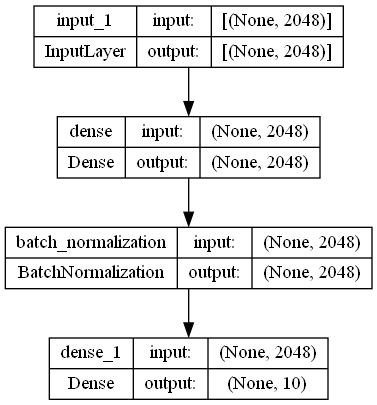 input_1 input: [(None, 2048)]
InputLayer output: [(None, 2048)]
dense input: (None, 2048)
Dense output: (None, 2048)
batch_normalization input: (None, 2048)
BatchNormalization output: (None, 2048)
dense_1 input: (None, 2048)
Dense output: (None, 10)